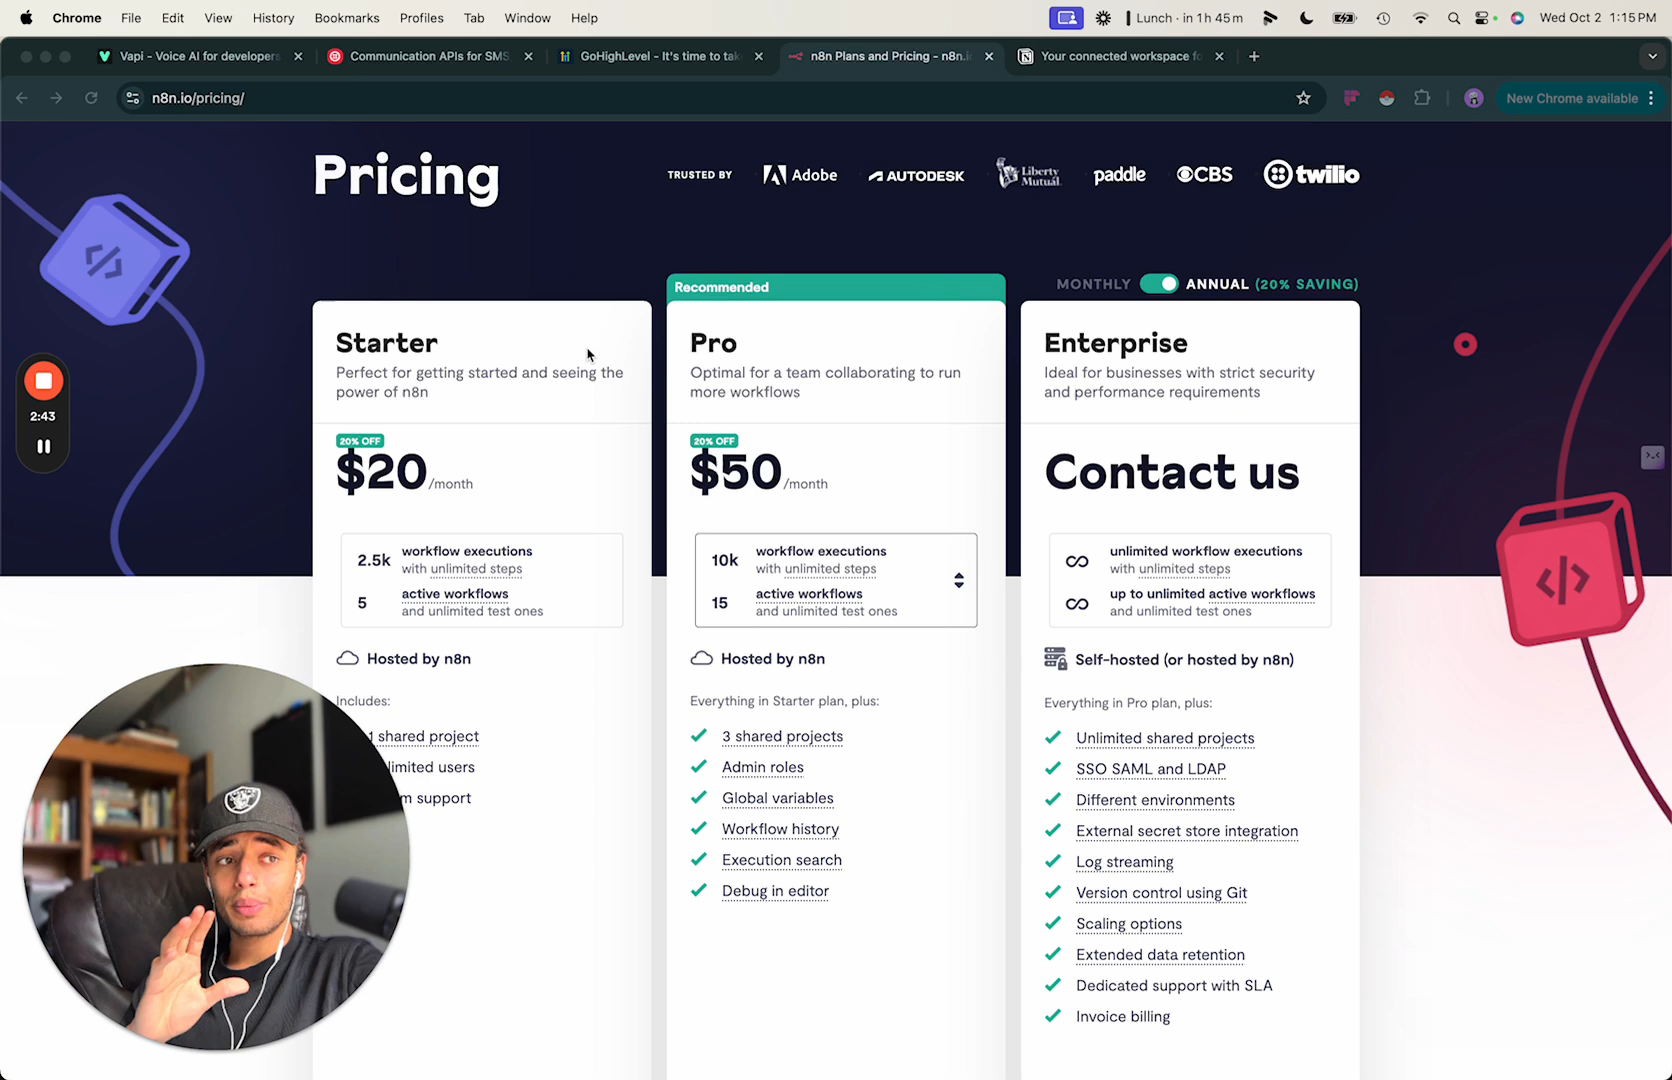 Chrome File Edit View History Bookmarks Profiles Tab Window Help
Lunch · in 1h 45m
Wed Oct 2 1:15 PM
Vapi - Voice AI for developers
Communication APIs for SMS
GoHighLevel - It's time to tak
n8n Plans and Pricing - n8n.io
Your connected workspace fo
n8n.io/pricing/
New Chrome available
Pricing
TRUSTED BY
Adobe
AUTODESK
Liberty
Mutual.
paddle
CBS
twilio
MONTHLY ANNUAL (20% SAVING)
2:43
Starter
Perfect for getting started and seeing the
power of n8n
20% OFF
$20 /month
2.5k workflow executions
with unlimited steps
5 active workflows
and unlimited test ones
Hosted by n8n
Includes:
1 shared project
limited users
m support
Recommended
Pro
Optimal for a team collaborating to run
more workflows
20% OFF
$50 /month
10k workflow executions
with unlimited steps
15 active workflows
and unlimited test ones
Hosted by n8n
Everything in Starter plan, plus:
3 shared projects
Admin roles
Global variables
Workflow history
Execution search
Debug in editor
Enterprise
Ideal for businesses with strict security
and performance requirements
Contact us
∞ unlimited workflow executions
with unlimited steps
∞ up to unlimited active workflows
and unlimited test ones
Self-hosted (or hosted by n8n)
Everything in Pro plan, plus:
Unlimited shared projects
SSO SAML and LDAP
Different environments
External secret store integration
Log streaming
Version control using Git
Scaling options
Extended data retention
Dedicated support with SLA
Invoice billing